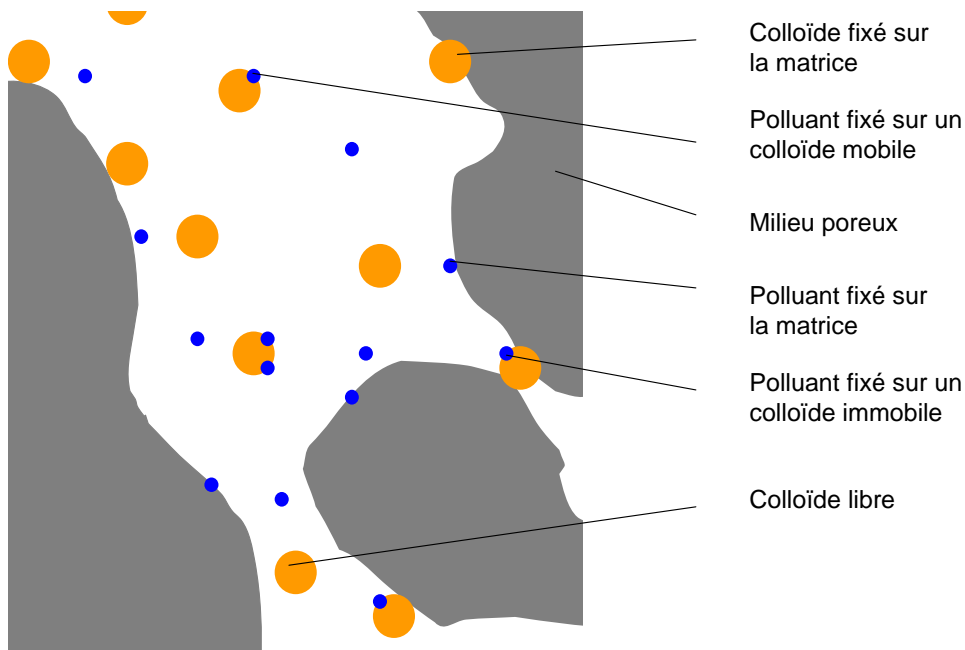 Colloïde fixé sur
la matrice
Polluant fixé sur un
colloïde mobile
Milieu poreux
Polluant fixé sur
la matrice
Polluant fixé sur un
colloïde immobile
Colloïde libre